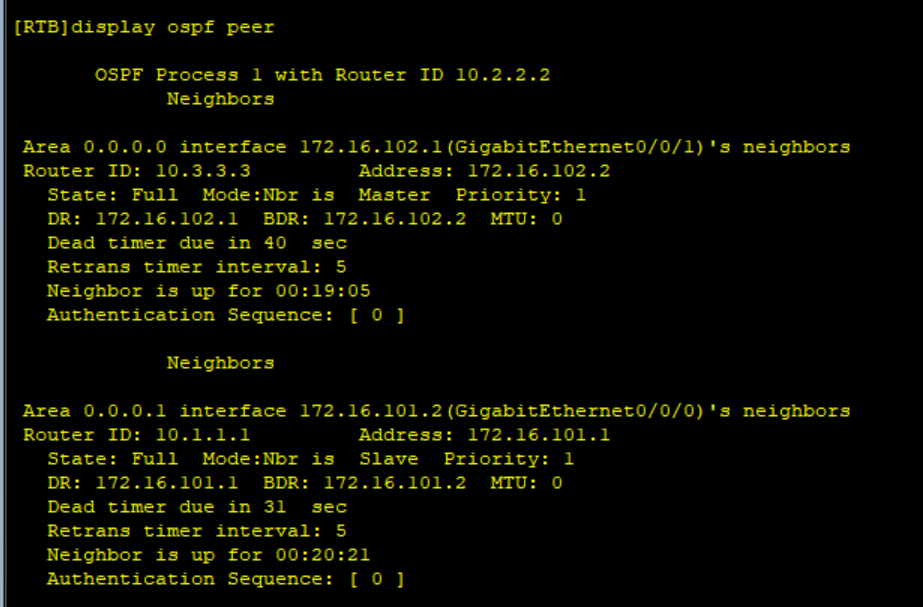 [RTB]display ospf peer
OSPF Process 1 with Router ID 10.2.2.2
Neighbors
Area 0.0.0.0 interface 172.16.102.1(GigabitEthernet0/0/1)'s neighbors
Router ID: 10.3.3.3 Address: 172.16.102.2
State: Full Mode:Nbr is Master Priority: 1
DR: 172.16.102.1 BDR: 172.16.102.2 MTU: 0
Dead timer due in 40 sec
Retrans timer interval: 5
Neighbor is up for 00:19:05
Authentication Sequence: [ 0 ]
Neighbors
Area 0.0.0.1 interface 172.16.101.2(GigabitEthernet0/0/0)'s neighbors
Router ID: 10.1.1.1 Address: 172.16.101.1
State: Full Mode:Nbr is Slave Priority: 1
DR: 172.16.101.1 BDR: 172.16.101.2 MTU: 0
Dead timer due in 31 sec
Retrans timer interval: 5
Neighbor is up for 00:20:21
Authentication Sequence: [ 0 ]